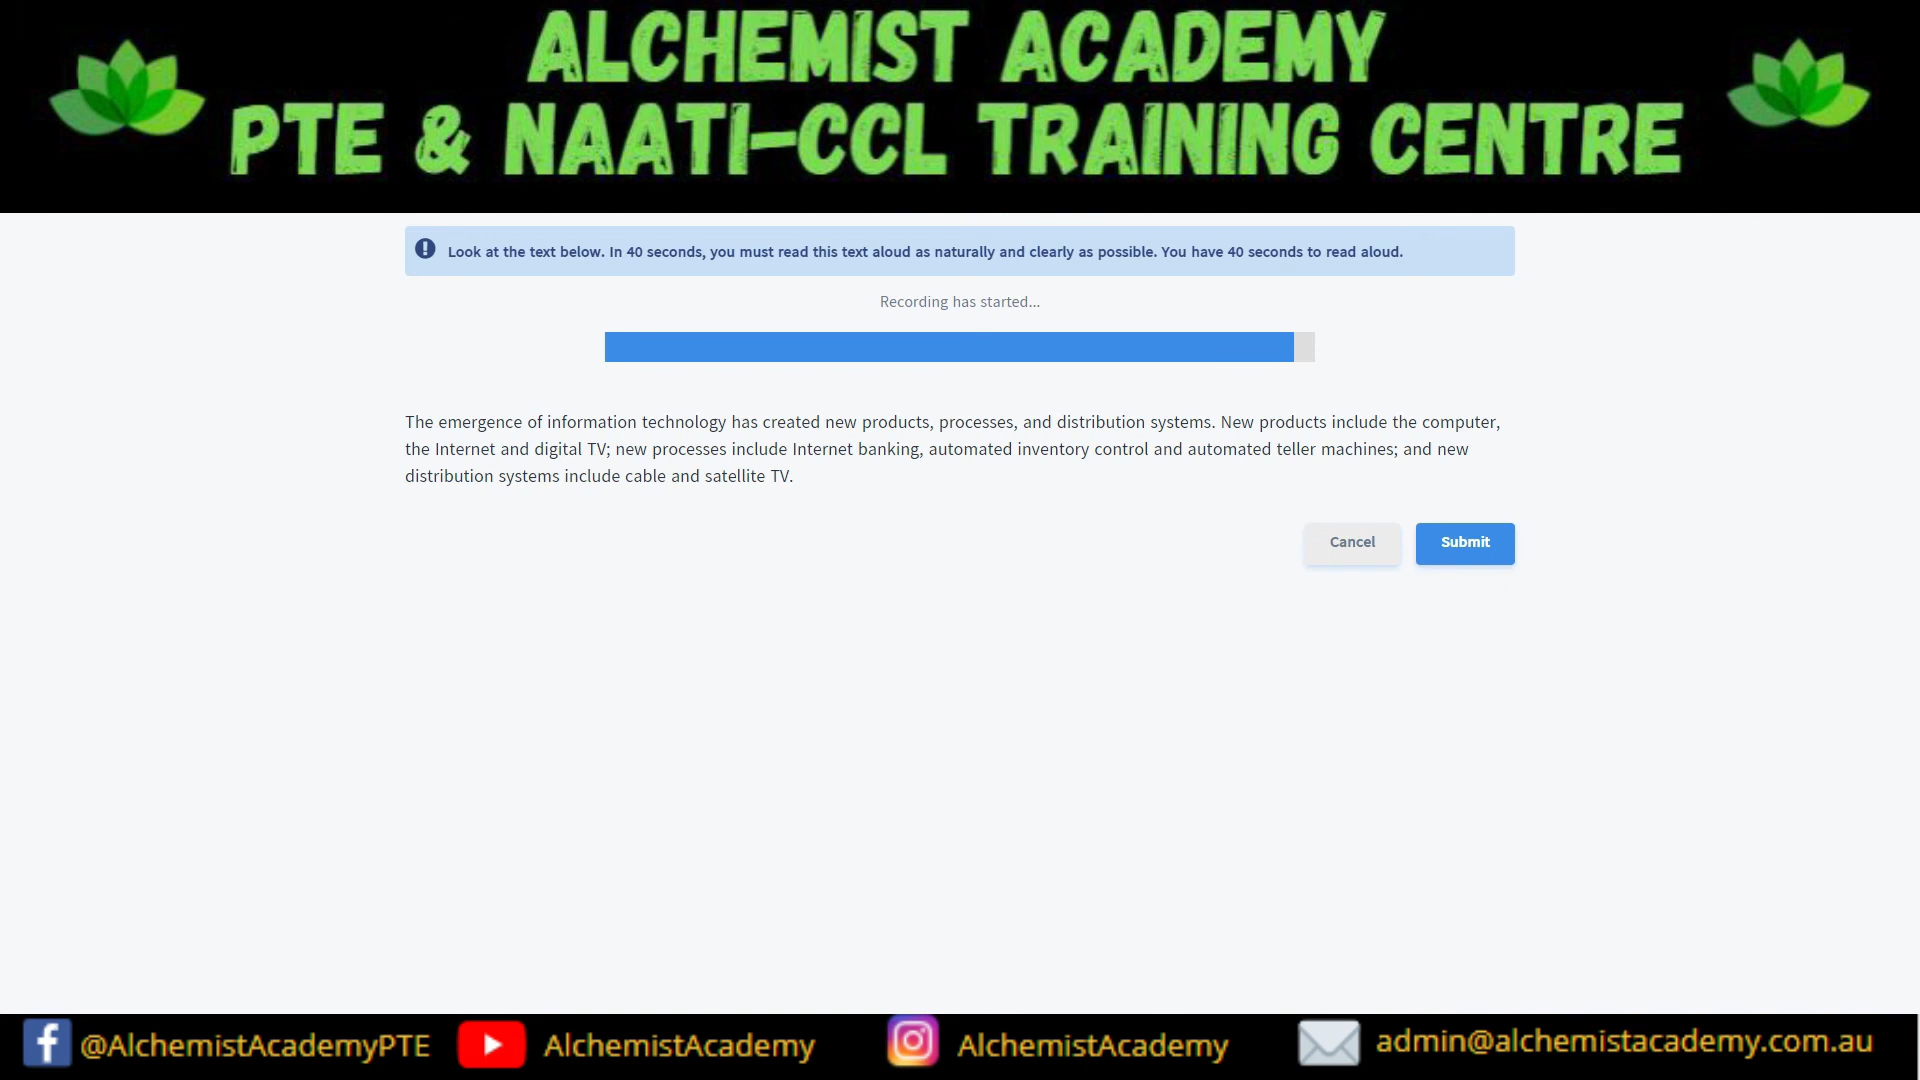 ALCHEMIST ACADEMY
PTE & NAATI-CCL TRAINING CENTRE
Look at the text below. In 40 seconds, you must read this text aloud as naturally and clearly as possible. You have 40 seconds to read aloud.
Recording has started...
The emergence of information technology has created new products, processes, and distribution systems. New products include the computer,
the Internet and digital TV; new processes include Internet banking, automated inventory control and automated teller machines; and new
distribution systems include cable and satellite TV.
Cancel Submit
@AlchemistAcademyPTE AlchemistAcademy AlchemistAcademy admin@alchemistacademy.com.au